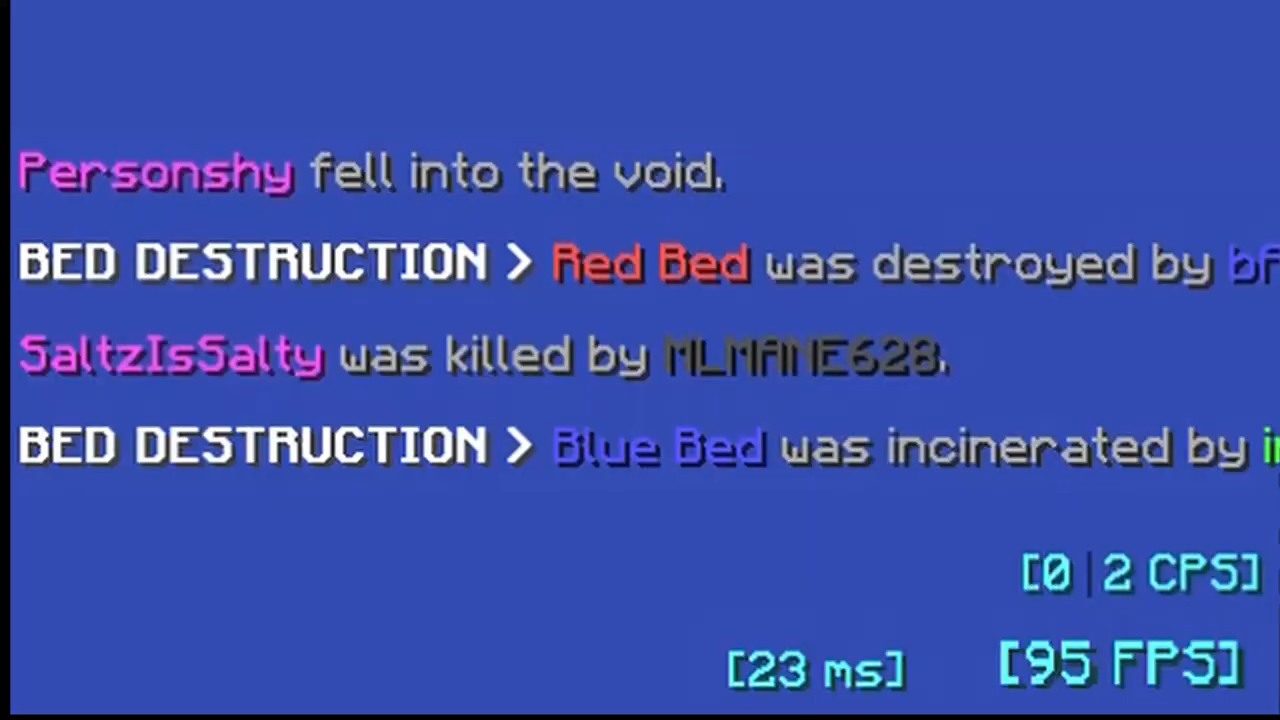 Personshy fell into the void.
BED DESTRUCTION > Red Bed was destroyed by
SaltzIsSalty was killed by MLMANE628.
BED DESTRUCTION > Blue Bed was incinerated by
[0 | 2 CPS]
[23 ms] [95 FPS]